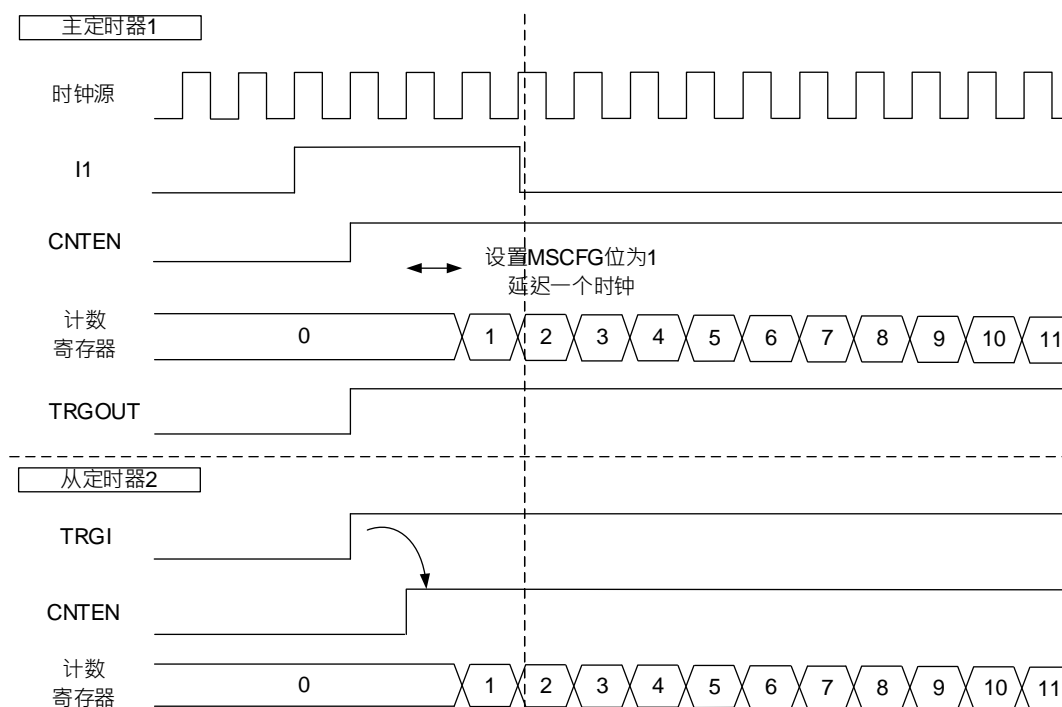 主定时器1
时钟源
I1
CNTEN
设置MSCFG位为1
延迟一个时钟
计数
寄存器
0 1 2 3 4 5 6 7 8 9 10 11
TRGOUT
从定时器2
TRGI
CNTEN
计数
寄存器
0 1 2 3 4 5 6 7 8 9 10 11